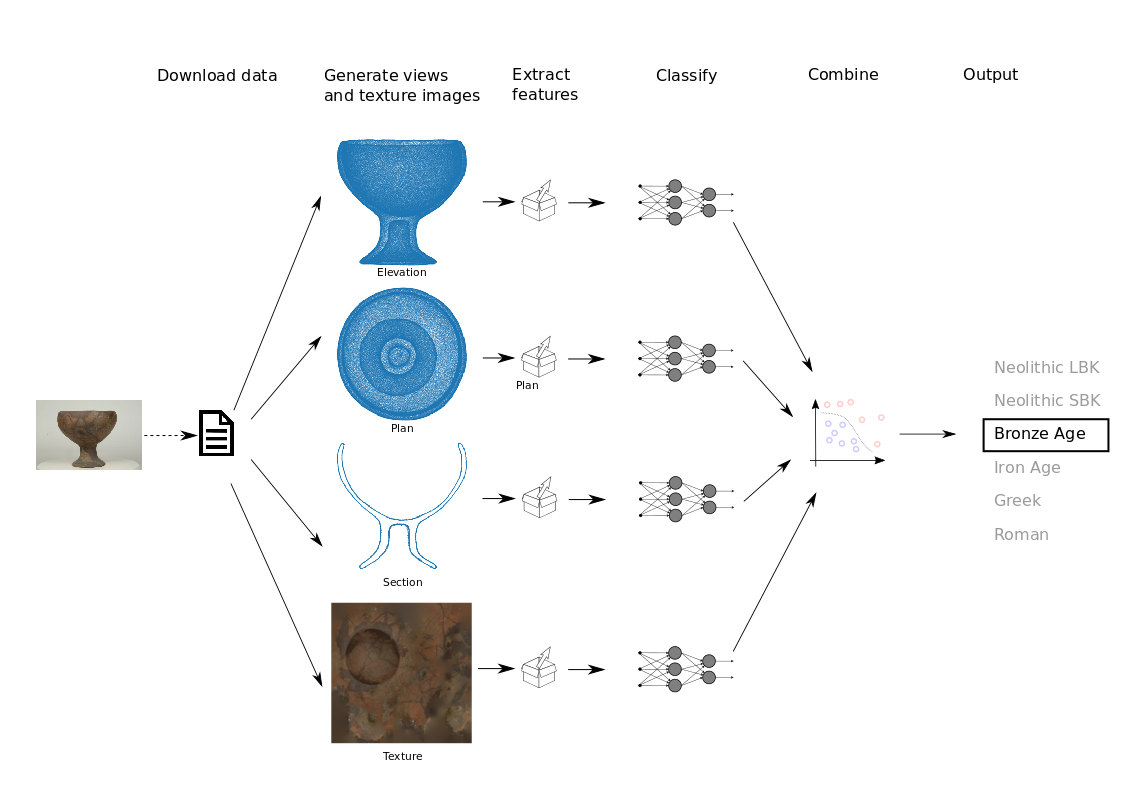 Download data
Generate views
and texture images
Extract
features
Classify
Combine
Output
Elevation
Plan
Plan
Section
Texture
Neolithic LBK
Neolithic SBK
Bronze Age
Iron Age
Greek
Roman